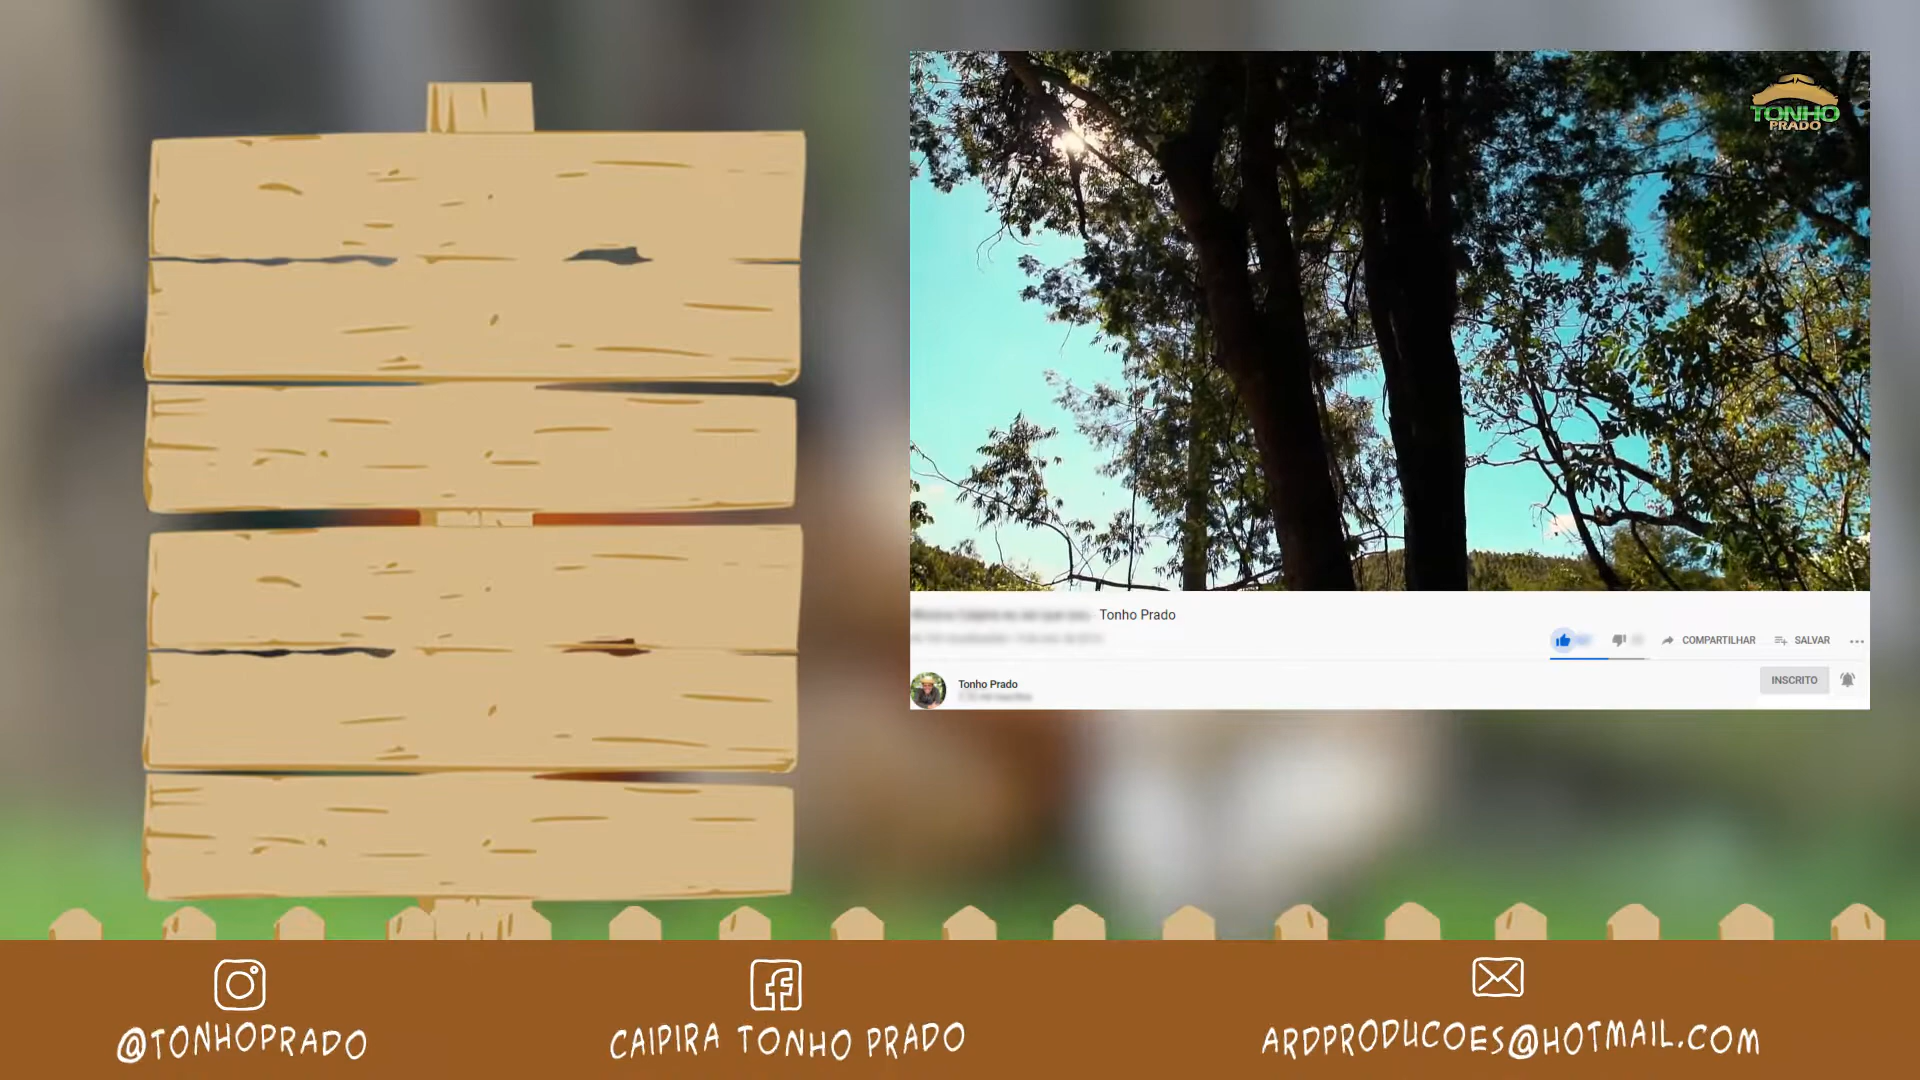 TONHO
PRADO
Tonho Prado
COMPARTILHAR
SALVAR
Tonho Prado
INSCRITO
@TONHOPRADO
CAIPIRA TONHO PRADO
ARDPRODUCOES@HOTMAIL.COM